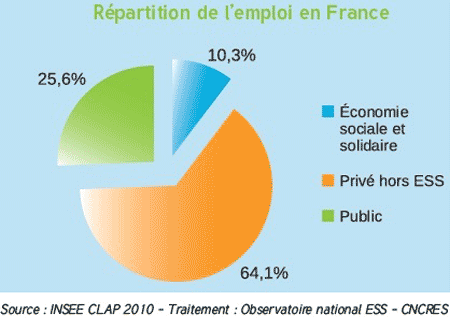 Répartition de l'emploi en France
10,3%
25,6%
Économie
sociale et
solidaire
Privé hors ESS
Public
64,1%
Source : INSEE CLAP 2010 - Traitement : Observatoire national ESS - CNCRES